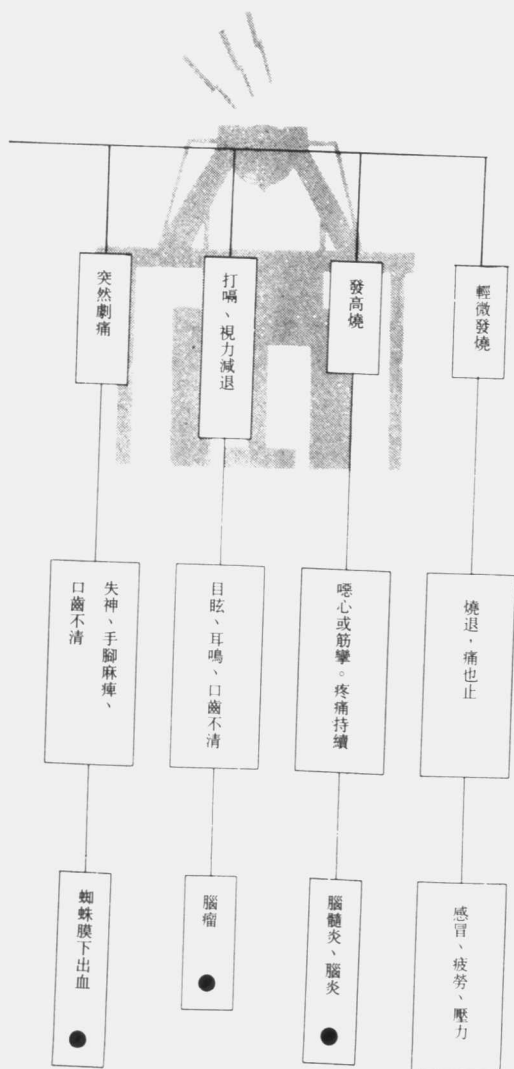 輕微發燒
燒退，痛也止
感冒、疲勞、壓力
發高燒
噁心或筋攣。疼痛持續
腦髓炎、腦炎
打嗝、視力減退
目眩、耳鳴、口齒不清
腦瘤
突然劇痛
失神、手腳麻痺、
口齒不清
蜘蛛膜下出血